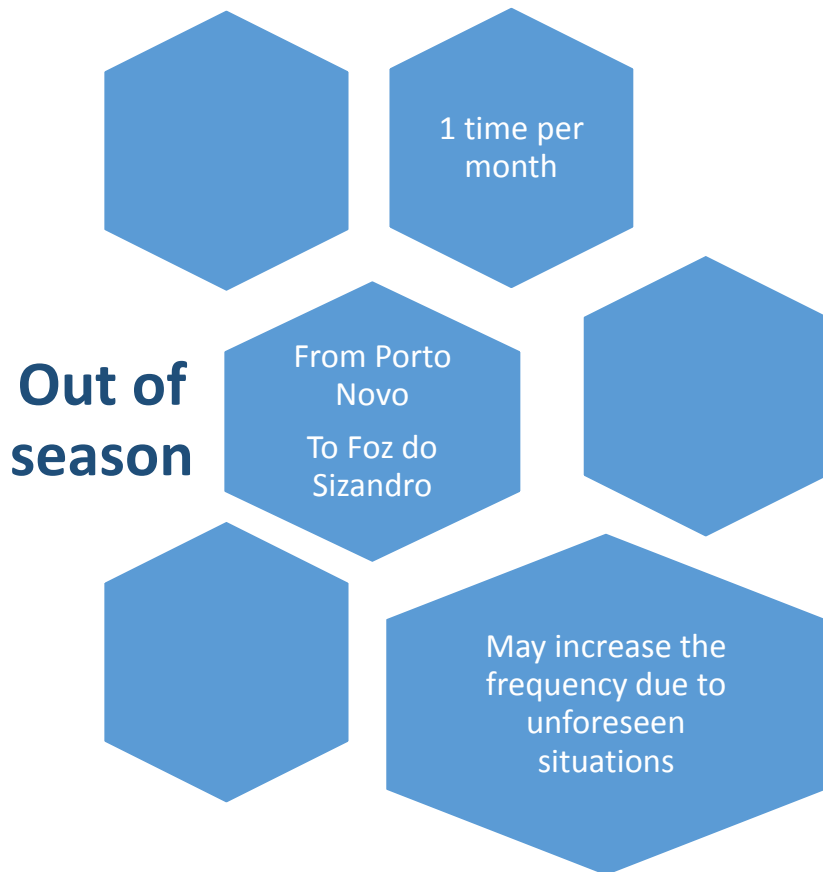 1 time per
month
Out of
season
From Porto
Novo
To Foz do
Sizandro
May increase the
frequency due to
unforeseen
situations